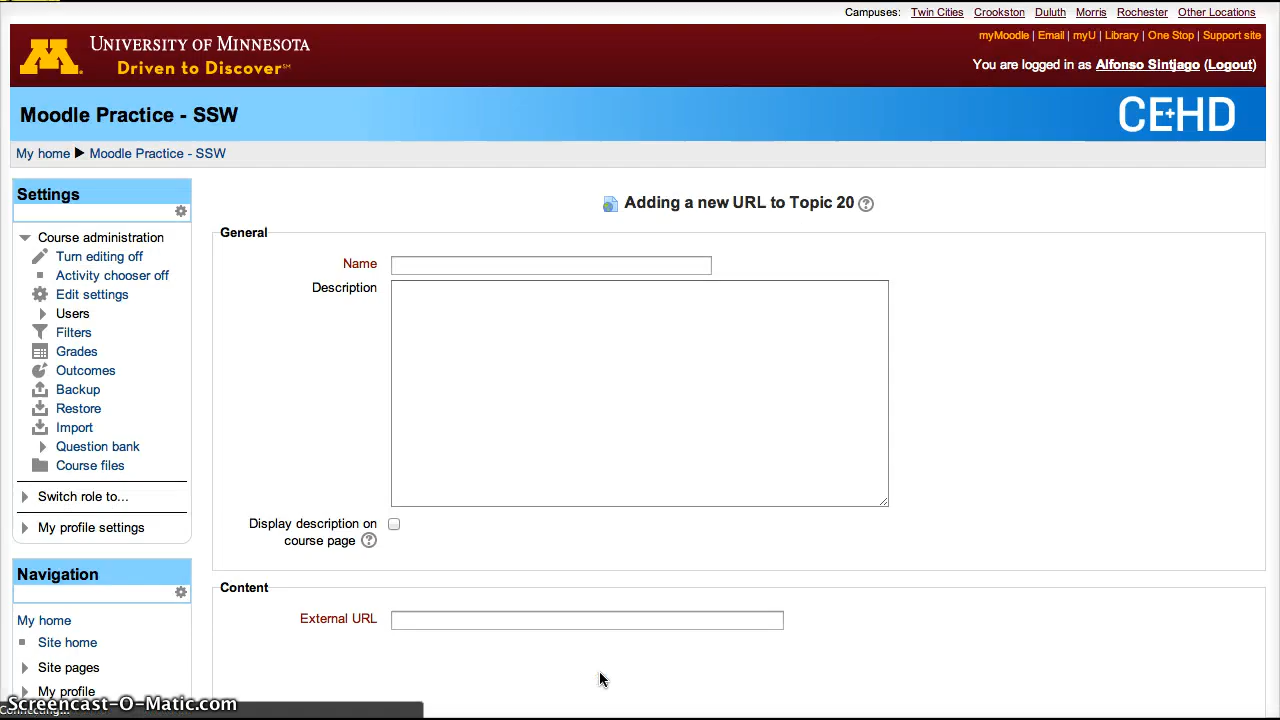 Campuses: Twin Cities Crookston Duluth Morris Rochester Other Locations
UNIVERSITY OF MINNESOTA
Driven to Discover℠
myMoodle | Email | myU | Library | One Stop | Support site
You are logged in as Alfonso Sintjago (Logout)
Moodle Practice - SSW
CE+HD
My home ▶ Moodle Practice - SSW
Settings
Course administration
Turn editing off
Activity chooser off
Edit settings
Users
Filters
Grades
Outcomes
Backup
Restore
Import
Question bank
Course files
Switch role to...
My profile settings
Navigation
My home
Site home
Site pages
My profile
Adding a new URL to Topic 20
General
Name
Description
Display description on
course page
Content
External URL
Screencast-O-Matic.com
Connecting...